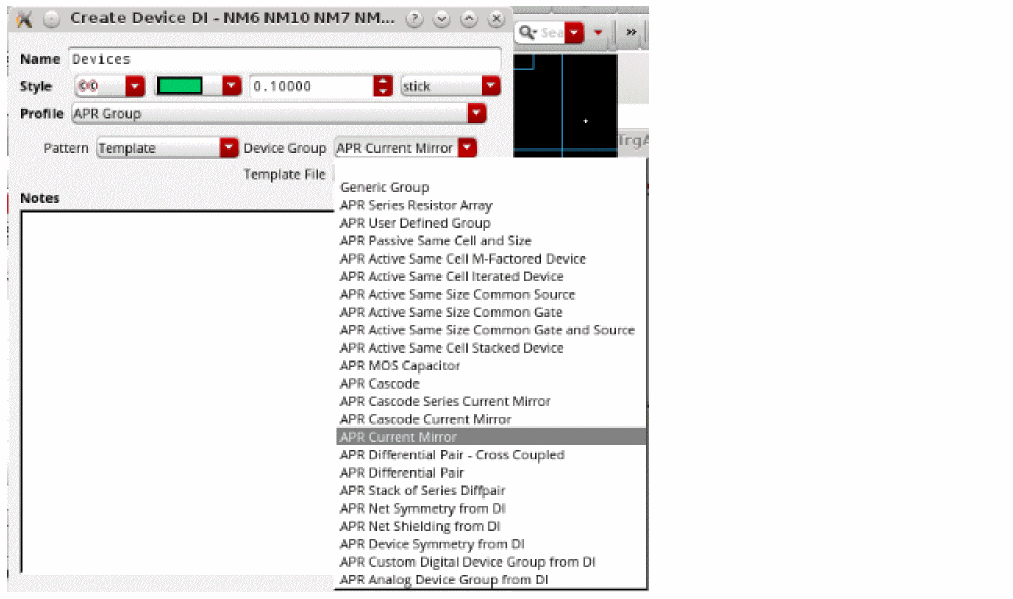 Create Device DI - NM6 NM10 NM7 NM...
Name Devices
Style 0.10000 stick
Profile APR Group
Pattern Template Device Group APR Current Mirror
Template File
Notes
Generic Group
APR Series Resistor Array
APR User Defined Group
APR Passive Same Cell and Size
APR Active Same Cell M-Factored Device
APR Active Same Cell Iterated Device
APR Active Same Size Common Source
APR Active Same Size Common Gate
APR Active Same Size Common Gate and Source
APR Active Same Cell Stacked Device
APR MOS Capacitor
APR Cascode
APR Cascode Series Current Mirror
APR Cascode Current Mirror
APR Current Mirror
APR Differential Pair - Cross Coupled
APR Differential Pair
APR Stack of Series Diffpair
APR Net Symmetry from DI
APR Net Shielding from DI
APR Device Symmetry from DI
APR Custom Digital Device Group from DI
APR Analog Device Group from DI
Sea
»
TrgA